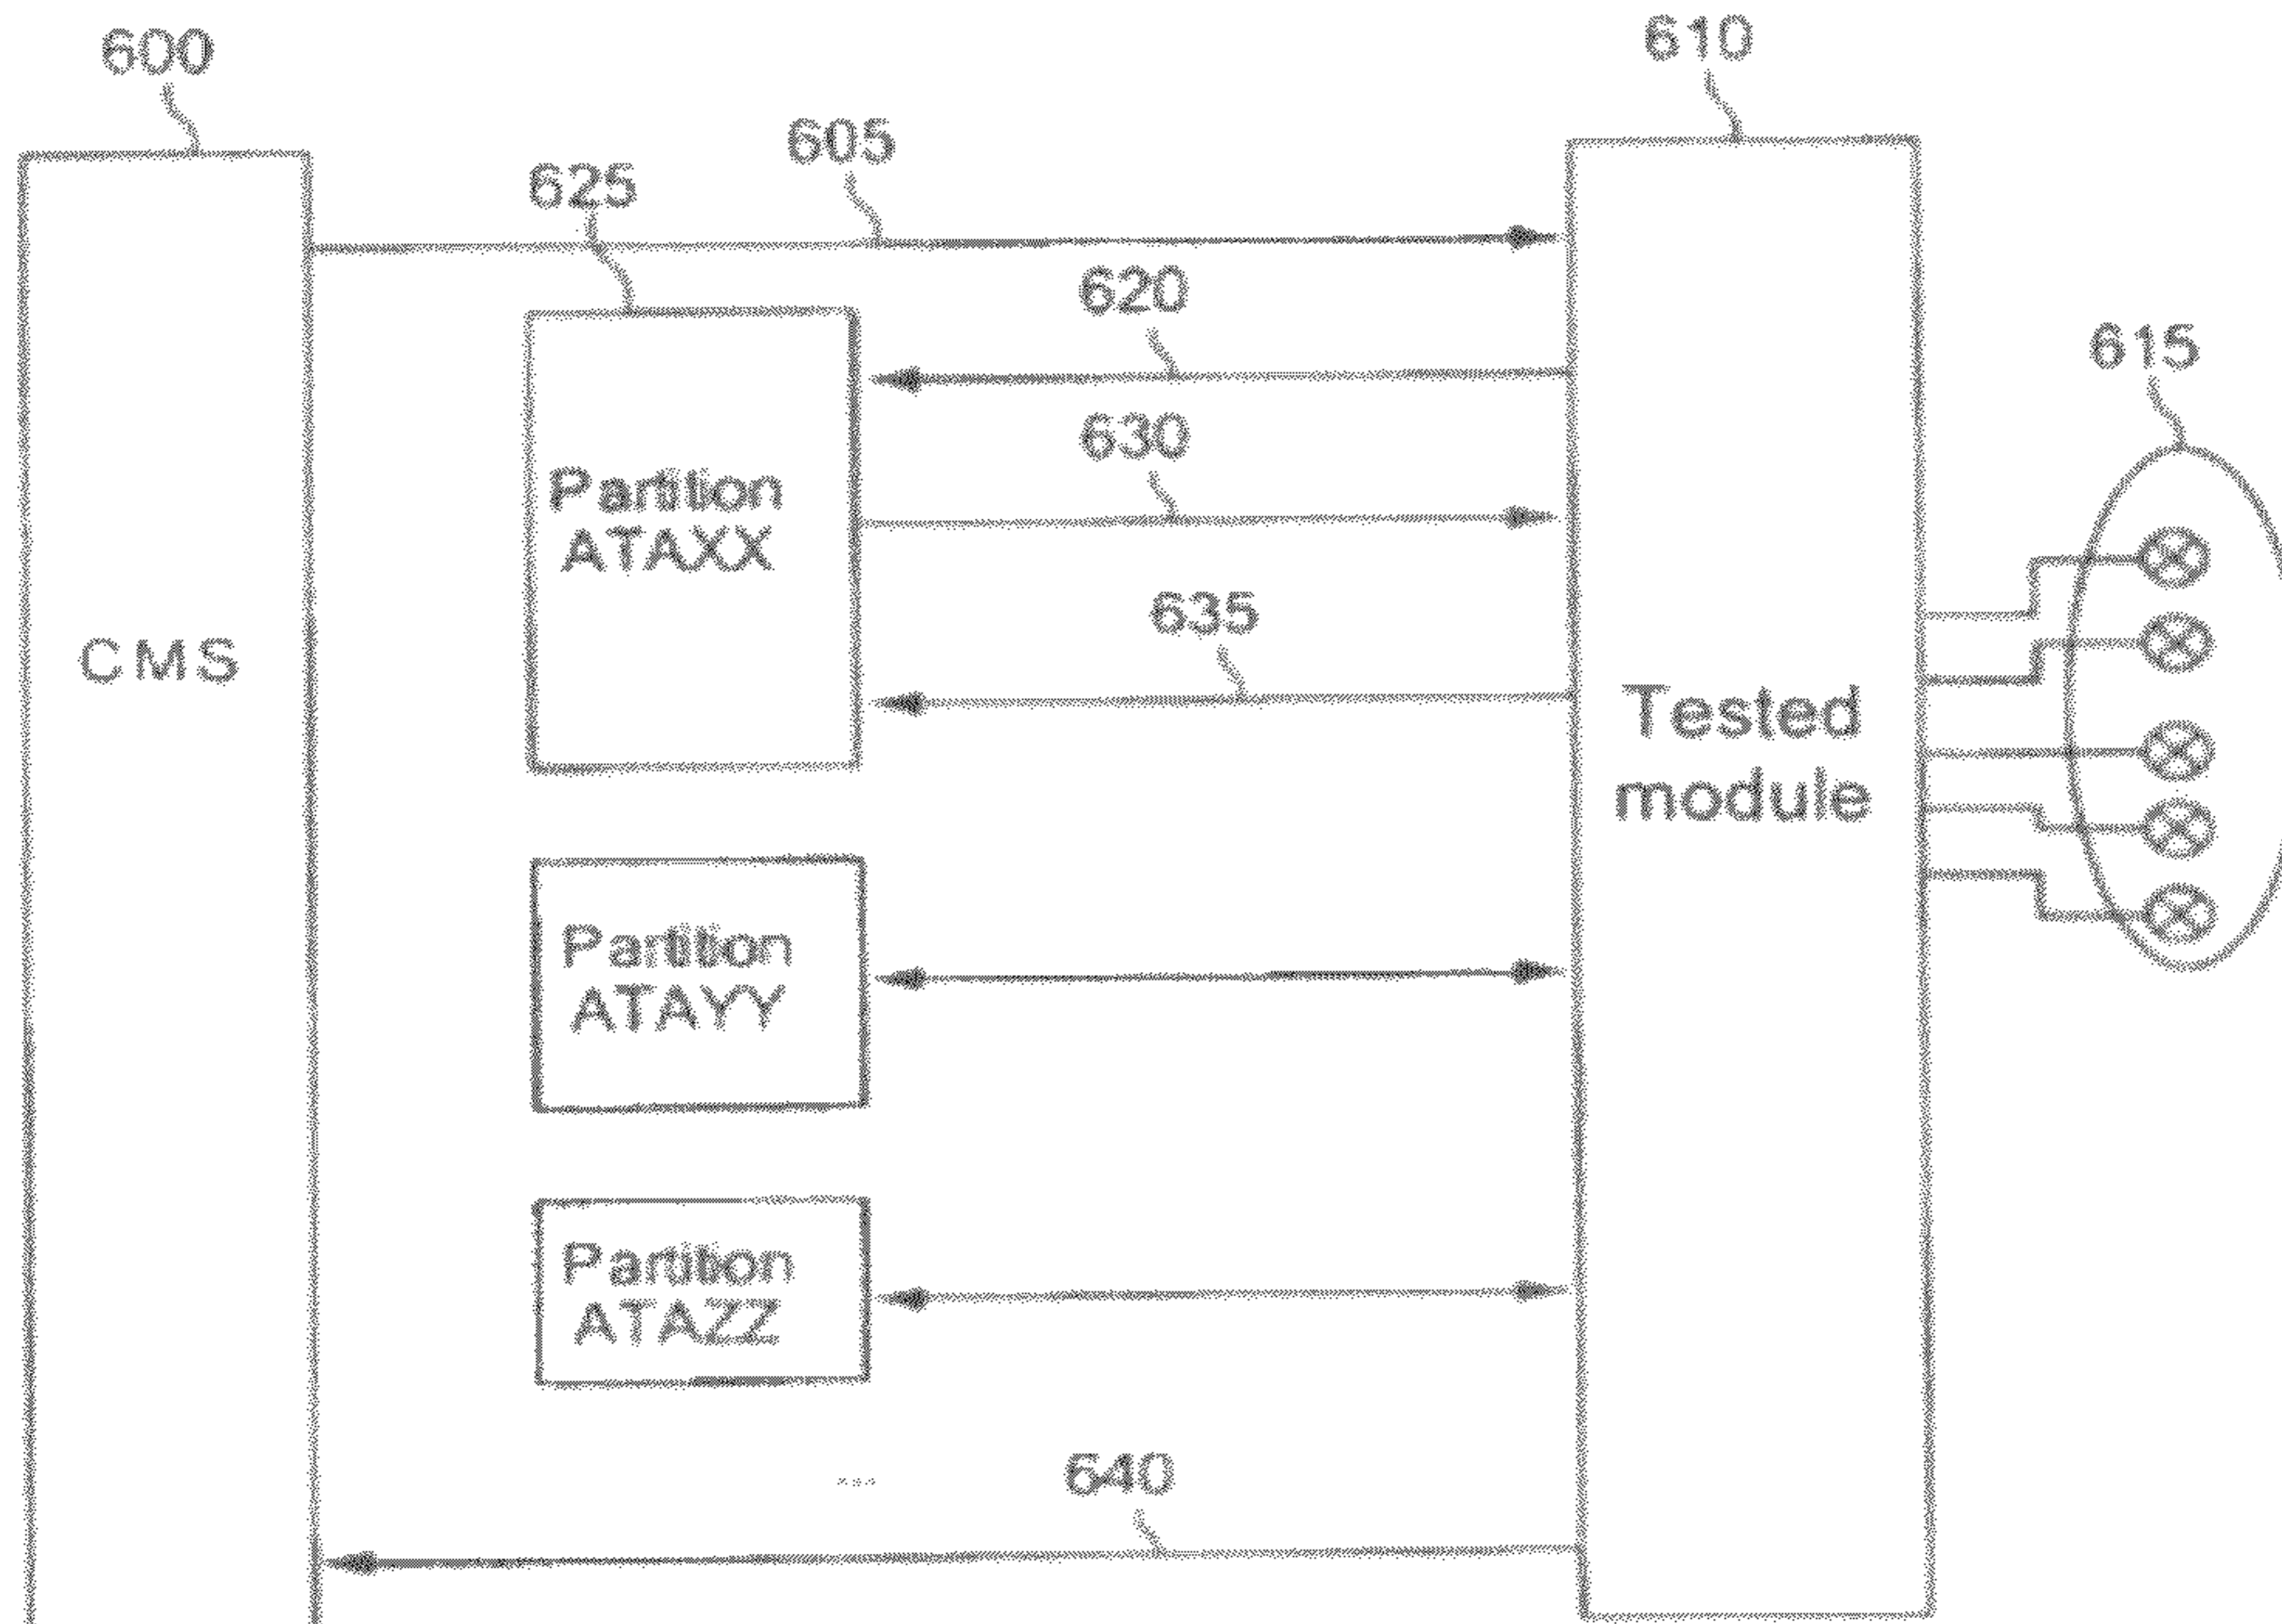 600
610
605
625
620
615
630
Partition
ATAXX
635
CMS
Tested
module
Partition
ATAYY
Partition
ATAZZ
...
640